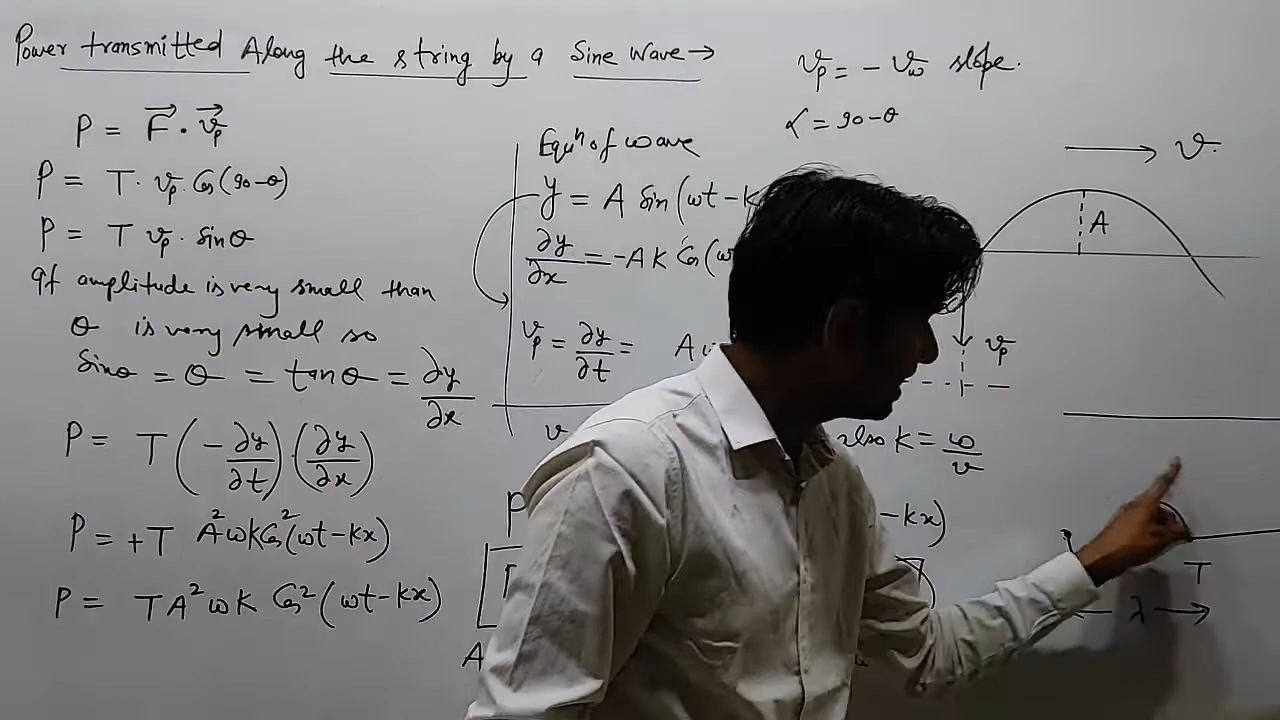 Power transmitted Along the string by a Sine Wave →
P = F⃗ · v⃗p
P = T · vp · Cos(90-θ)
P = T vp · sinθ
If amplitude is very small than
θ is very small so
Sinθ = θ = tanθ = ∂y/∂x
P = T (-∂y/∂t) · (∂y/∂x)
P = +T A²ωk Cos²(ωt-kx)
P = TA²ωk Cos²(ωt-kx)
Equⁿ of wave
y = A Sin(ωt-k
∂y/∂x = -AK Cos(ω
vp = ∂y/∂t = A ω
v
also K = ω/v
P
-kx)
A
vp = -vw slope.
α = 90-θ
v.
A
vp
T
λ